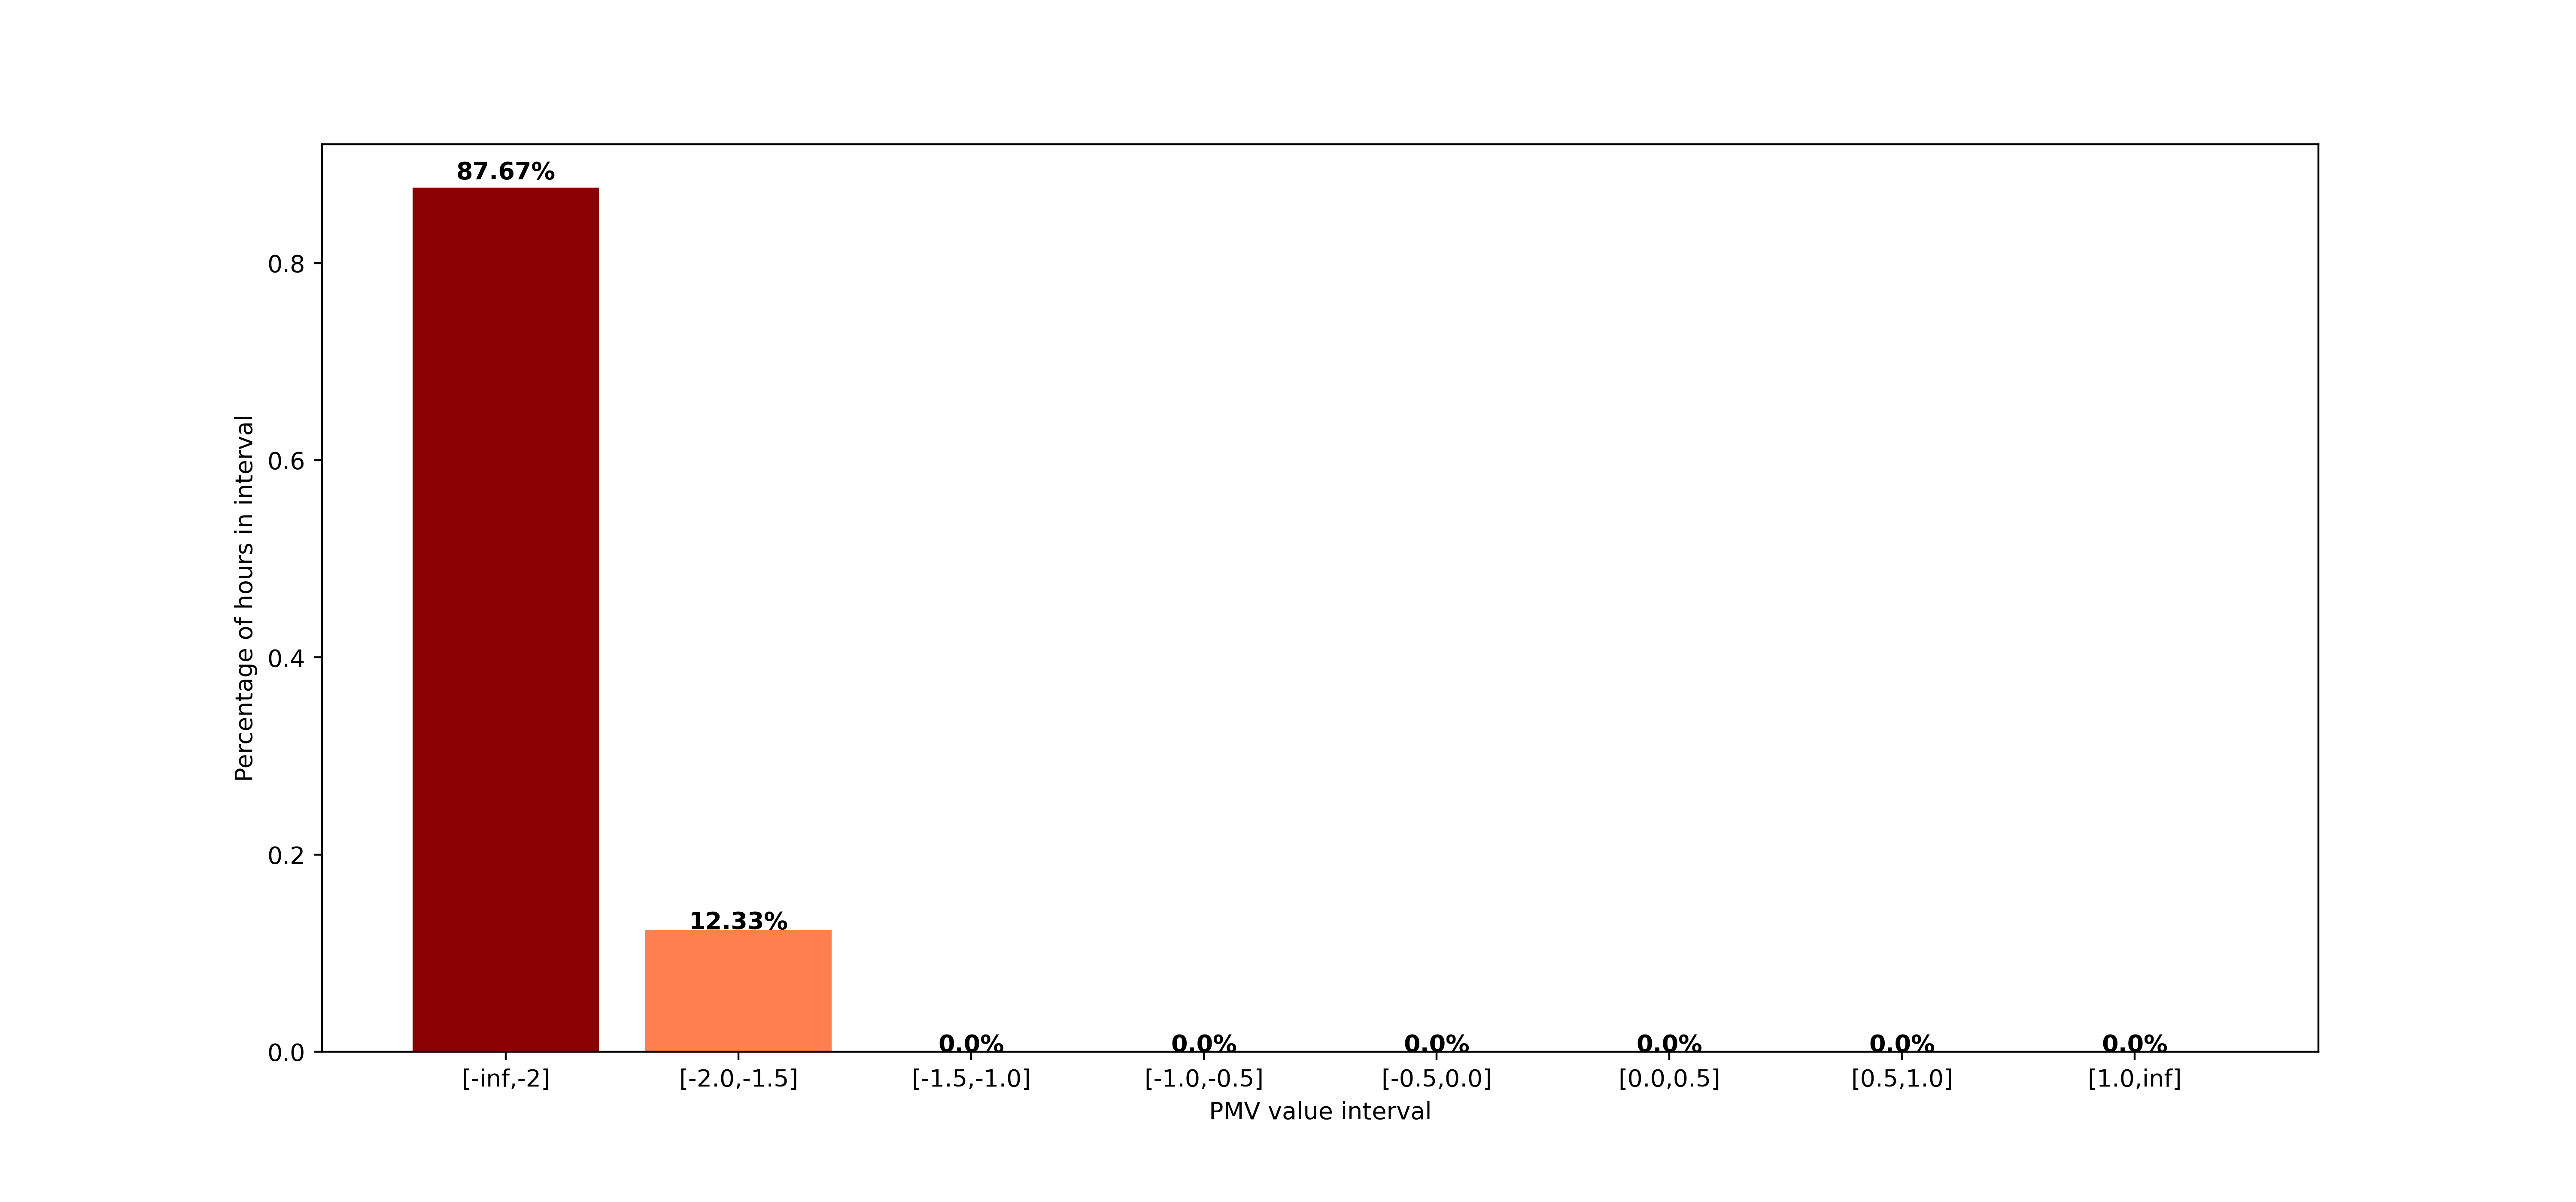 87.67%
0.8
0.6
0.4
0.2
0.0
Percentage of hours in interval
12.33%
0.0% 0.0% 0.0% 0.0% 0.0% 0.0%
[-inf,-2] [-2.0,-1.5] [-1.5,-1.0] [-1.0,-0.5] [-0.5,0.0] [0.0,0.5] [0.5,1.0] [1.0,inf]
PMV value interval